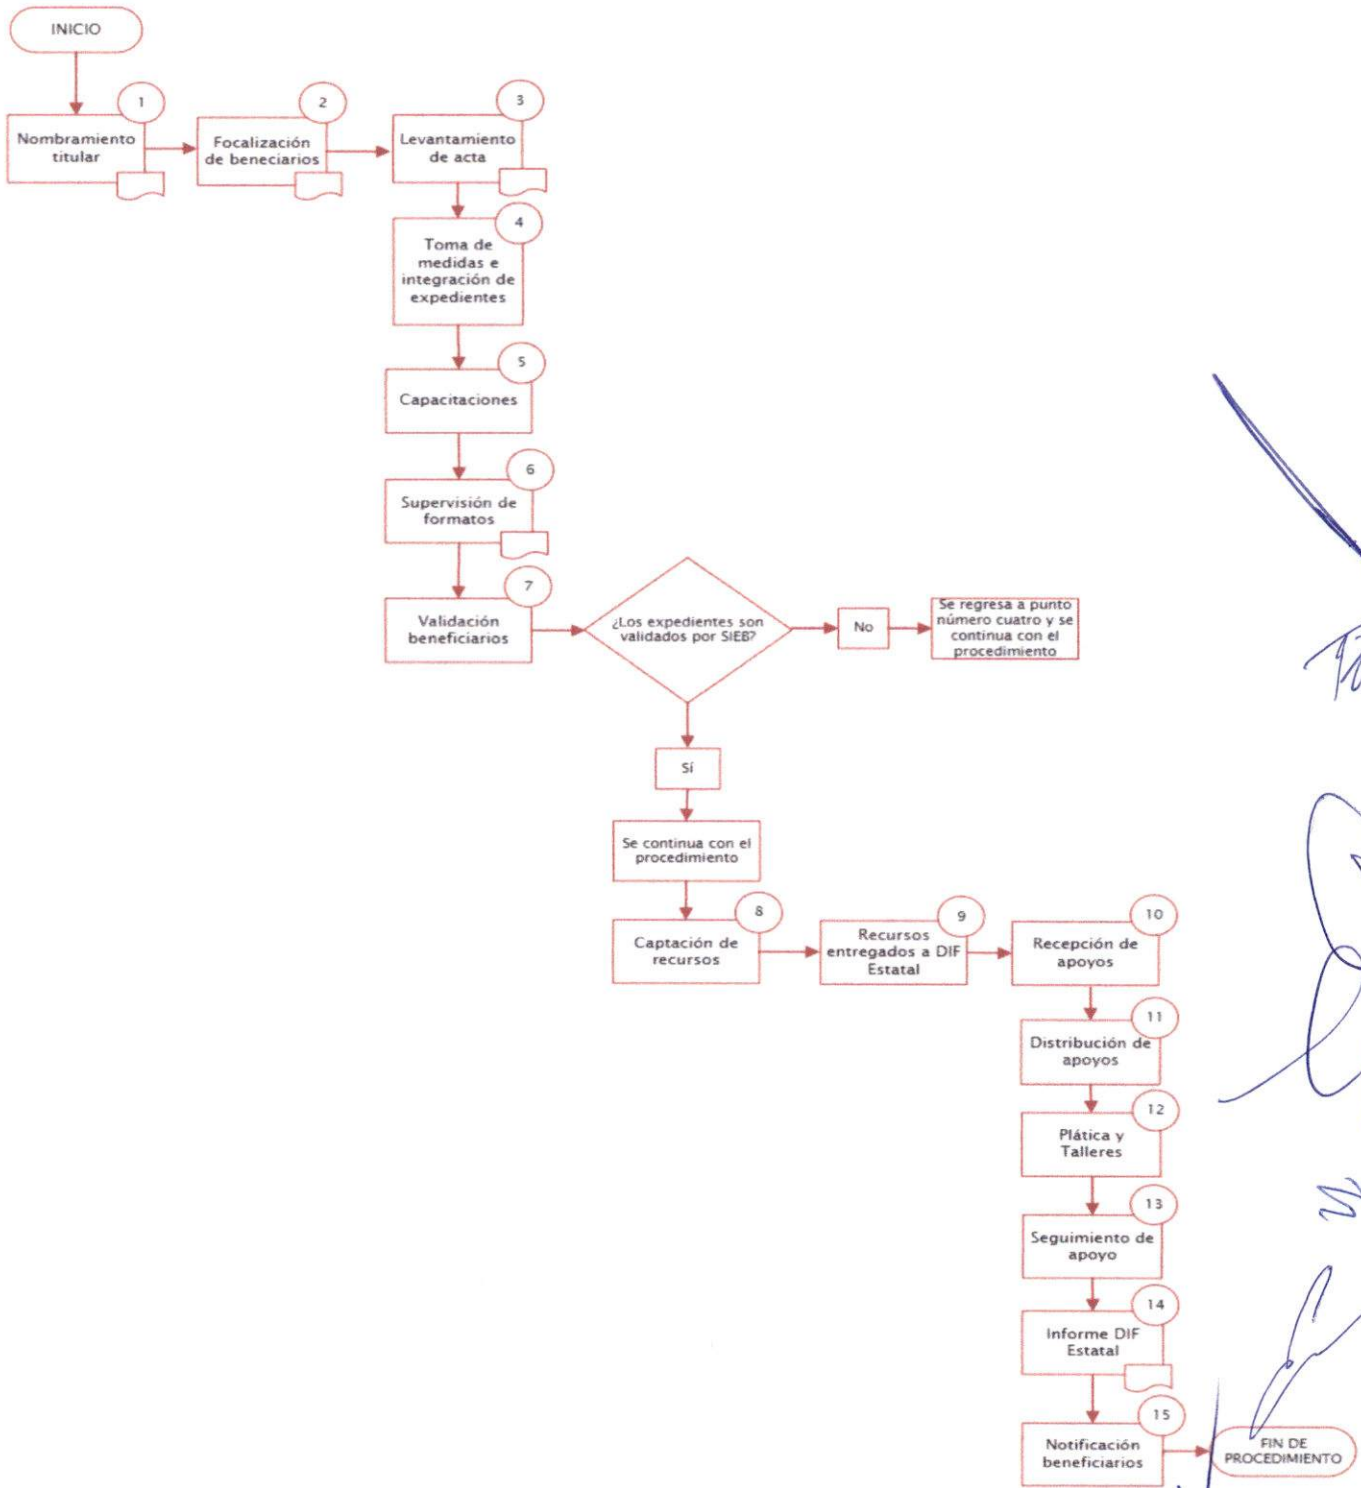 INICIO
1
Nombramiento
titular
2
Focalización
de beneciarios
3
Levantamiento
de acta
4
Toma de
medidas e
integración de
expedientes
5
Capacitaciones
6
Supervisión de
formatos
7
Validación
beneficiarios
¿Los expedientes son
validados por SIEB?
No
Se regresa a punto
número cuatro y se
continua con el
procedimiento
Sí
Se continua con el
procedimiento
8
Captación de
recursos
9
Recursos
entregados a DIF
Estatal
10
Recepción de
apoyos
11
Distribución de
apoyos
12
Plática y
Talleres
13
Seguimiento de
apoyo
14
Informe DIF
Estatal
15
Notificación
beneficiarios
FIN DE
PROCEDIMIENTO